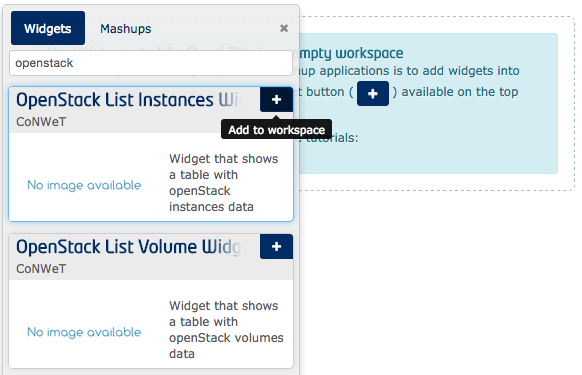 Widgets Mashups ×
openstack
OpenStack List Instances Wi
+
CoNWeT
Add to workspace
No image available
Widget that shows
a table with
openStack
instances data
OpenStack List Volume Widg
+
CoNWeT
No image available
Widget that shows
a table with
openStack volumes
data
empty workspace
up applications is to add widgets into
t button ( + ) available on the top
tutorials: